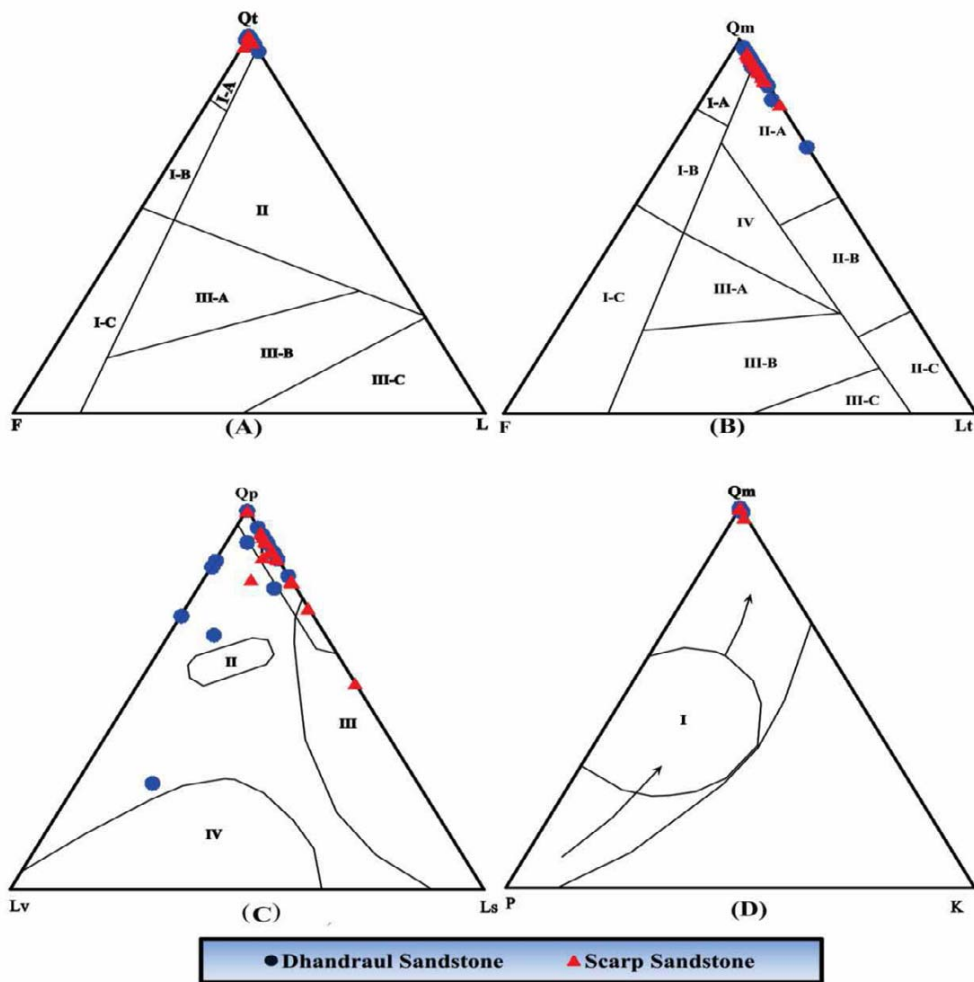 Qt
I-A
I-B
II
III-A
I-C
III-B
III-C
F
(A)
L
Qm
I-A
II-A
I-B
IV
II-B
III-A
I-C
III-B
II-C
III-C
F
(B)
Lt
Qp
II
III
IV
Lv
(C)
Ls
Qm
I
P
(D)
K
Dhandraul Sandstone Scarp Sandstone